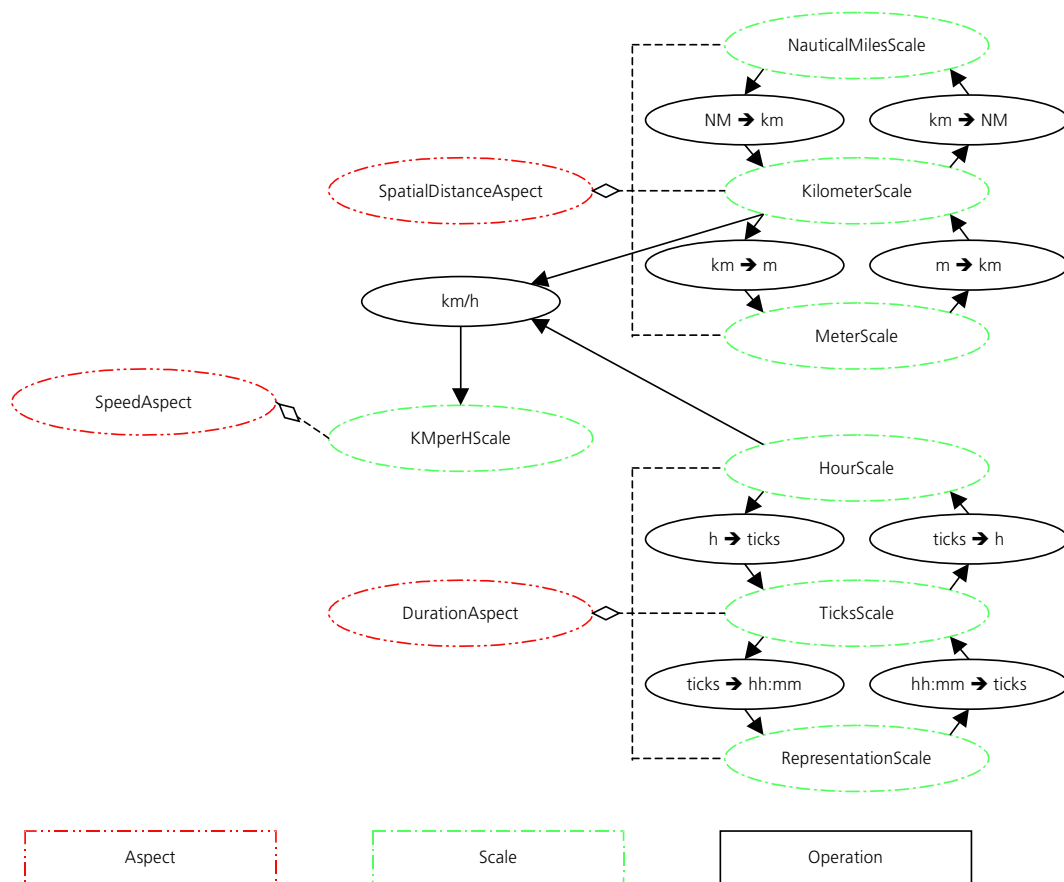 NauticalMilesScale
NM ➔ km
km ➔ NM
SpatialDistanceAspect
KilometerScale
km ➔ m
m ➔ km
km/h
MeterScale
SpeedAspect
KMperHScale
HourScale
h ➔ ticks
ticks ➔ h
DurationAspect
TicksScale
ticks ➔ hh:mm
hh:mm ➔ ticks
RepresentationScale
Aspect
Scale
Operation